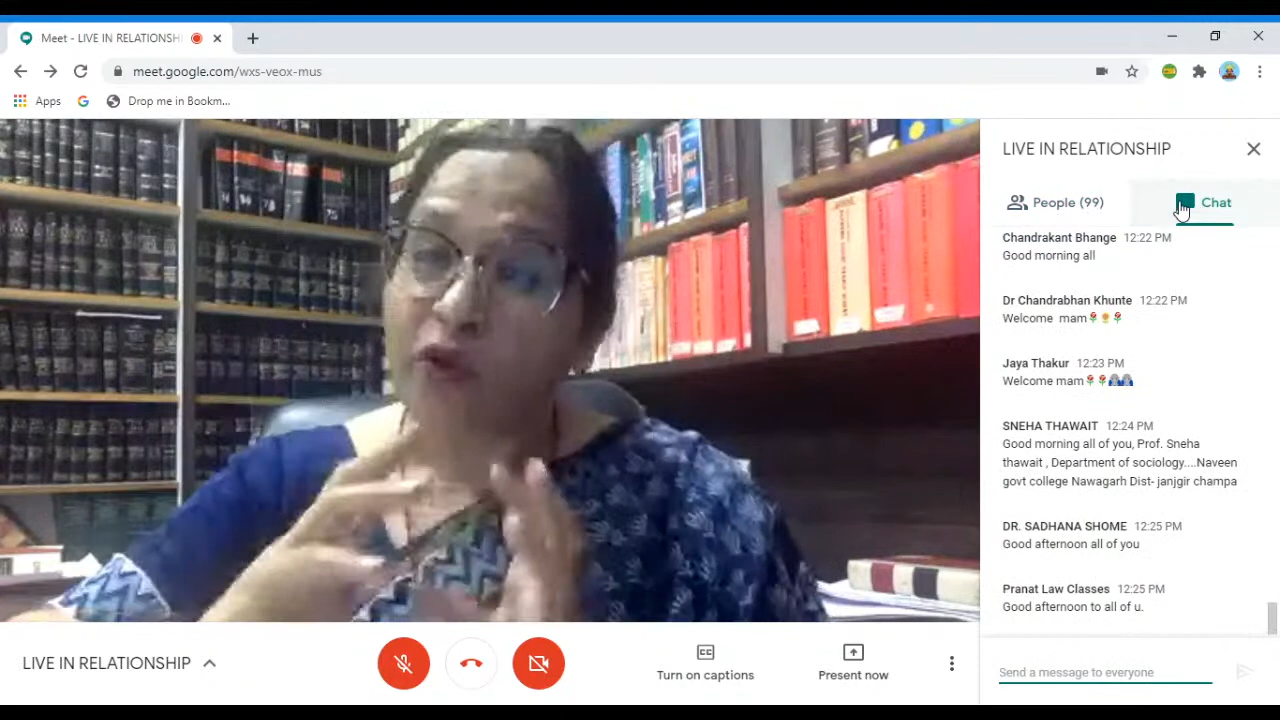 Meet - LIVE IN RELATIONSH
meet.google.com/wxs-veox-mus
Apps
Drop me in Bookm...
LIVE IN RELATIONSHIP
People (99)
Chat
Chandrakant Bhange 12:22 PM
Good morning all
Dr Chandrabhan Khunte 12:22 PM
Welcome mam🌹🌻🌹
Jaya Thakur 12:23 PM
Welcome mam🌹🌹
SNEHA THAWAIT 12:24 PM
Good morning all of you, Prof. Sneha
thawait , Department of sociology....Naveen
govt college Nawagarh Dist- janjgir champa
DR. SADHANA SHOME 12:25 PM
Good afternoon all of you
Pranat Law Classes 12:25 PM
Good afternoon to all of u.
LIVE IN RELATIONSHIP
Turn on captions
Present now
Send a message to everyone